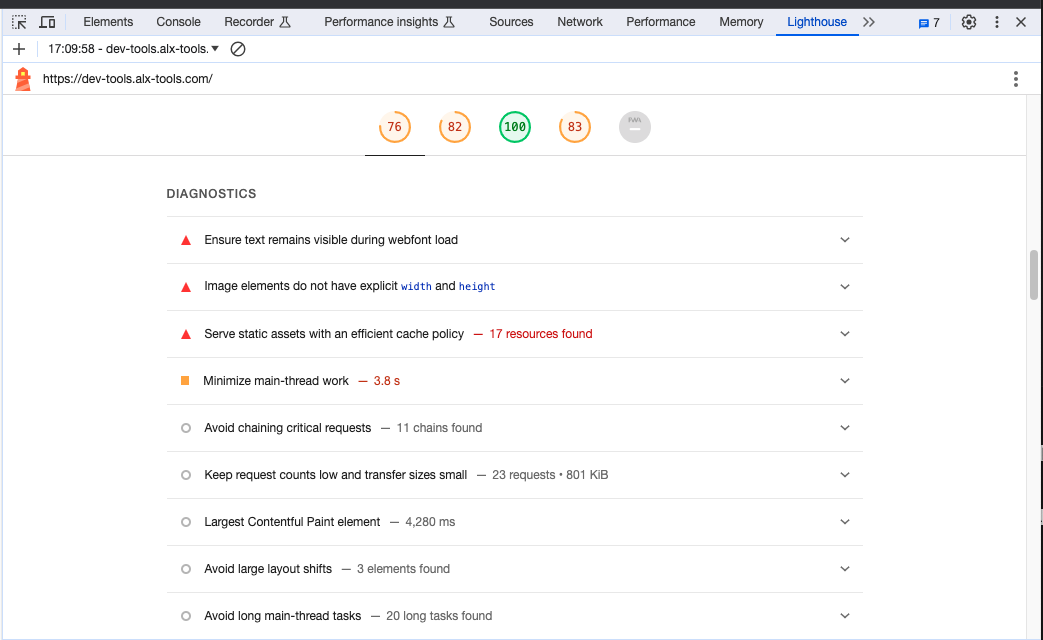 Elements Console Recorder Performance insights Sources Network Performance Memory Lighthouse 7
17:09:58 - dev-tools.alx-tools.
https://dev-tools.alx-tools.com/
76 82 100 83 PWA
DIAGNOSTICS
Ensure text remains visible during webfont load
Image elements do not have explicit width and height
Serve static assets with an efficient cache policy — 17 resources found
Minimize main-thread work — 3.8 s
Avoid chaining critical requests — 11 chains found
Keep request counts low and transfer sizes small — 23 requests • 801 KiB
Largest Contentful Paint element — 4,280 ms
Avoid large layout shifts — 3 elements found
Avoid long main-thread tasks — 20 long tasks found